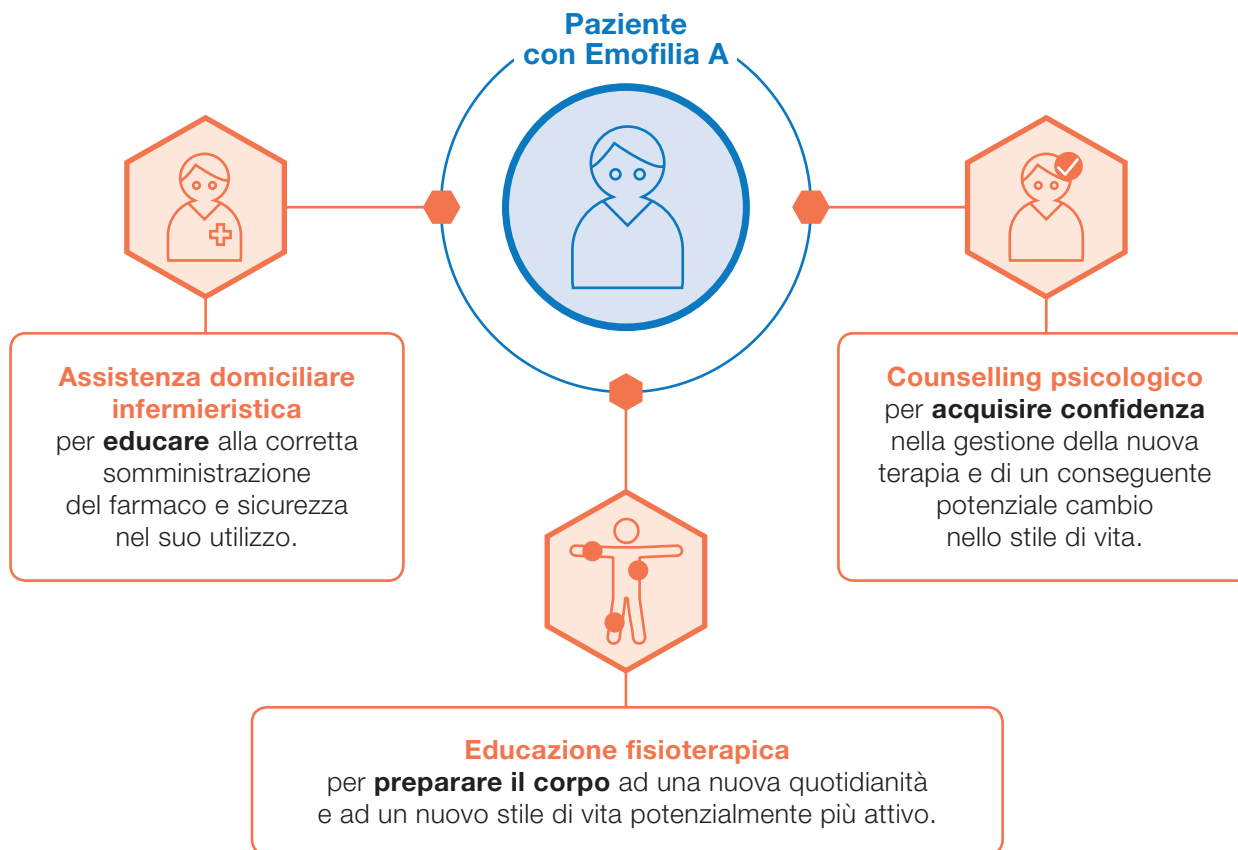 Paziente
con Emofilia A
Assistenza domiciliare
infermieristica
per educare alla corretta
somministrazione
del farmaco e sicurezza
nel suo utilizzo.
Counselling psicologico
per acquisire confidenza
nella gestione della nuova
terapia e di un conseguente
potenziale cambio
nello stile di vita.
Educazione fisioterapica
per preparare il corpo ad una nuova quotidianità
e ad un nuovo stile di vita potenzialmente più attivo.